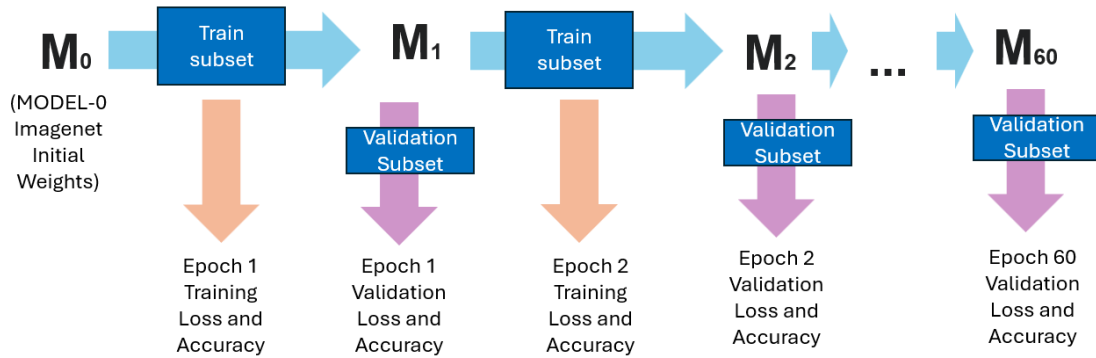 M0
(MODEL-0
Imagenet
Initial
Weights)
Train
subset
Epoch 1
Training
Loss and
Accuracy
M1
Validation
Subset
Epoch 1
Validation
Loss and
Accuracy
Train
subset
Epoch 2
Training
Loss and
Accuracy
M2
Validation
Subset
Epoch 2
Validation
Loss and
Accuracy
...
M60
Validation
Subset
Epoch 60
Validation
Loss and
Accuracy